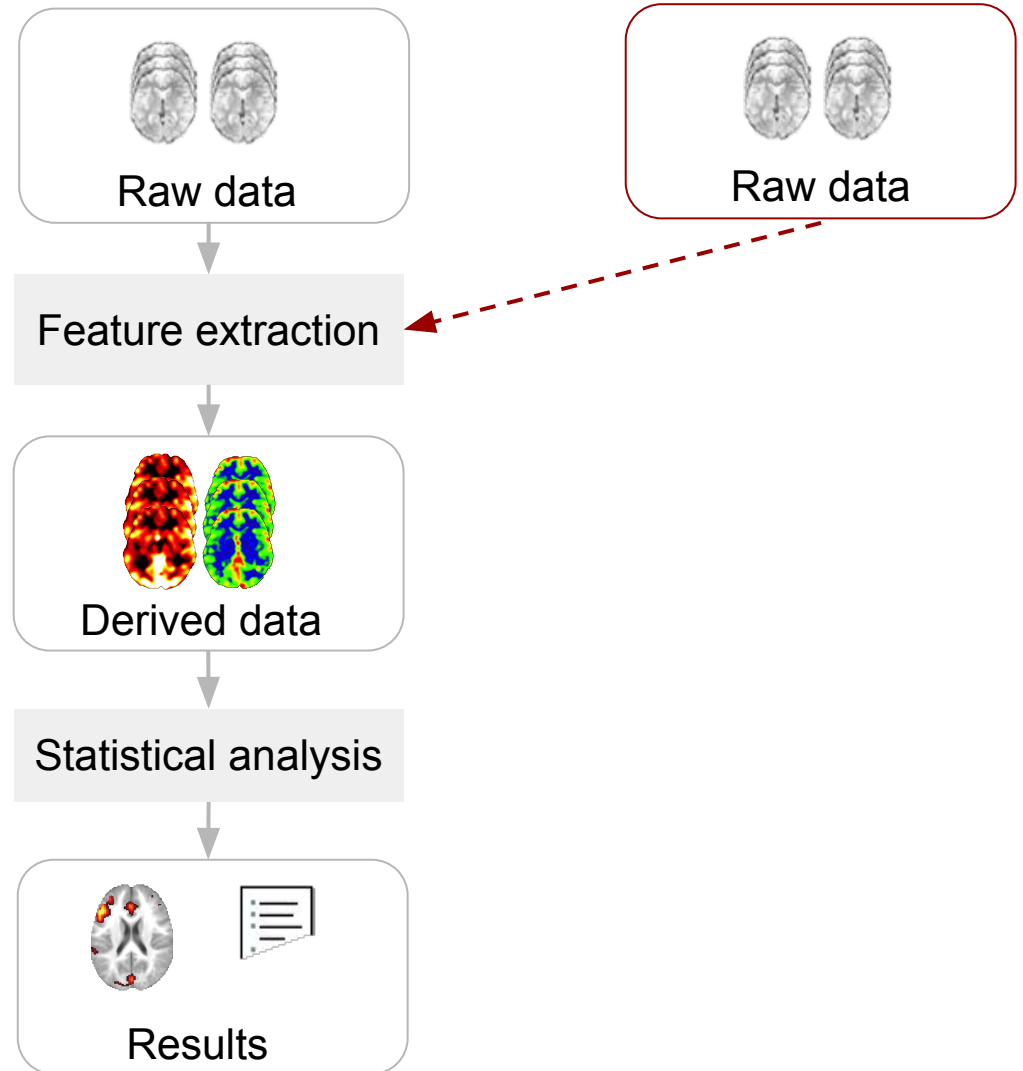 Raw data
Raw data
Feature extraction
Derived data
Statistical analysis
Results